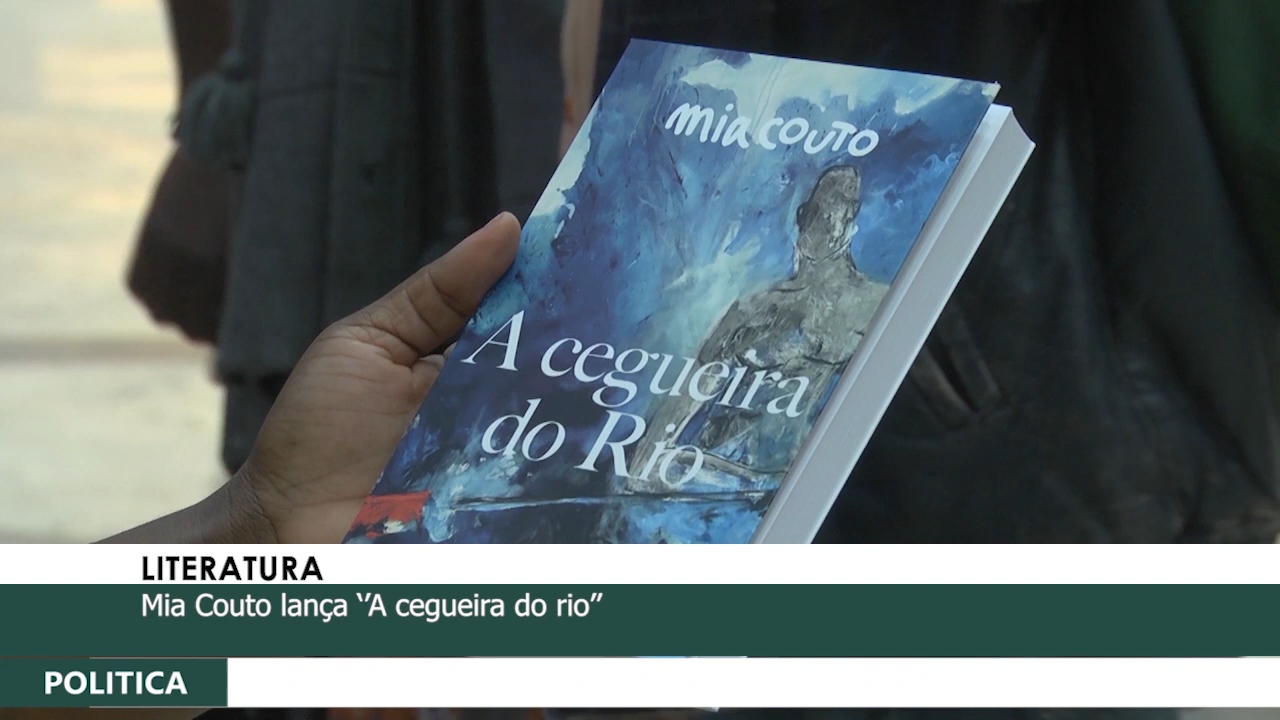 mia couto
A cegueira
do Rio
LITERATURA
Mia Couto lança ‘’A cegueira do rio’’
POLITICA